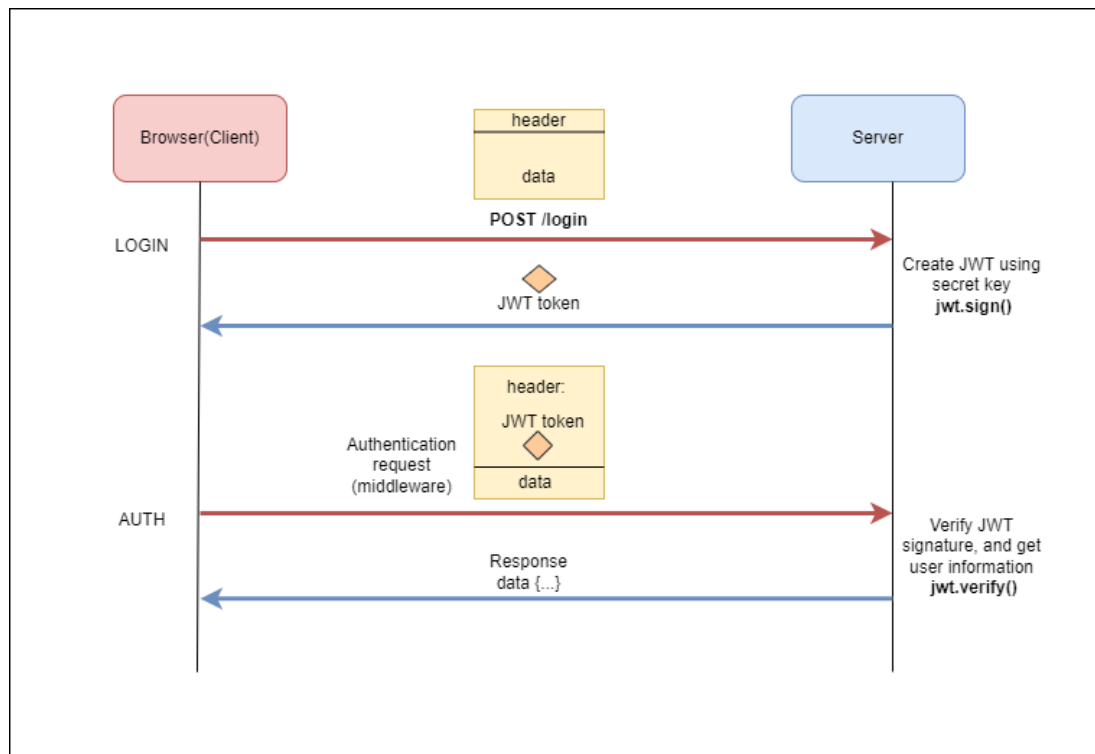 Browser(Client)
header
data
Server
POST /login
LOGIN
Create JWT using
secret key
jwt.sign()
JWT token
header:
JWT token
data
Authentication
request
(middleware)
AUTH
Verify JWT
signature, and get
user information
jwt.verify()
Response
data {...}